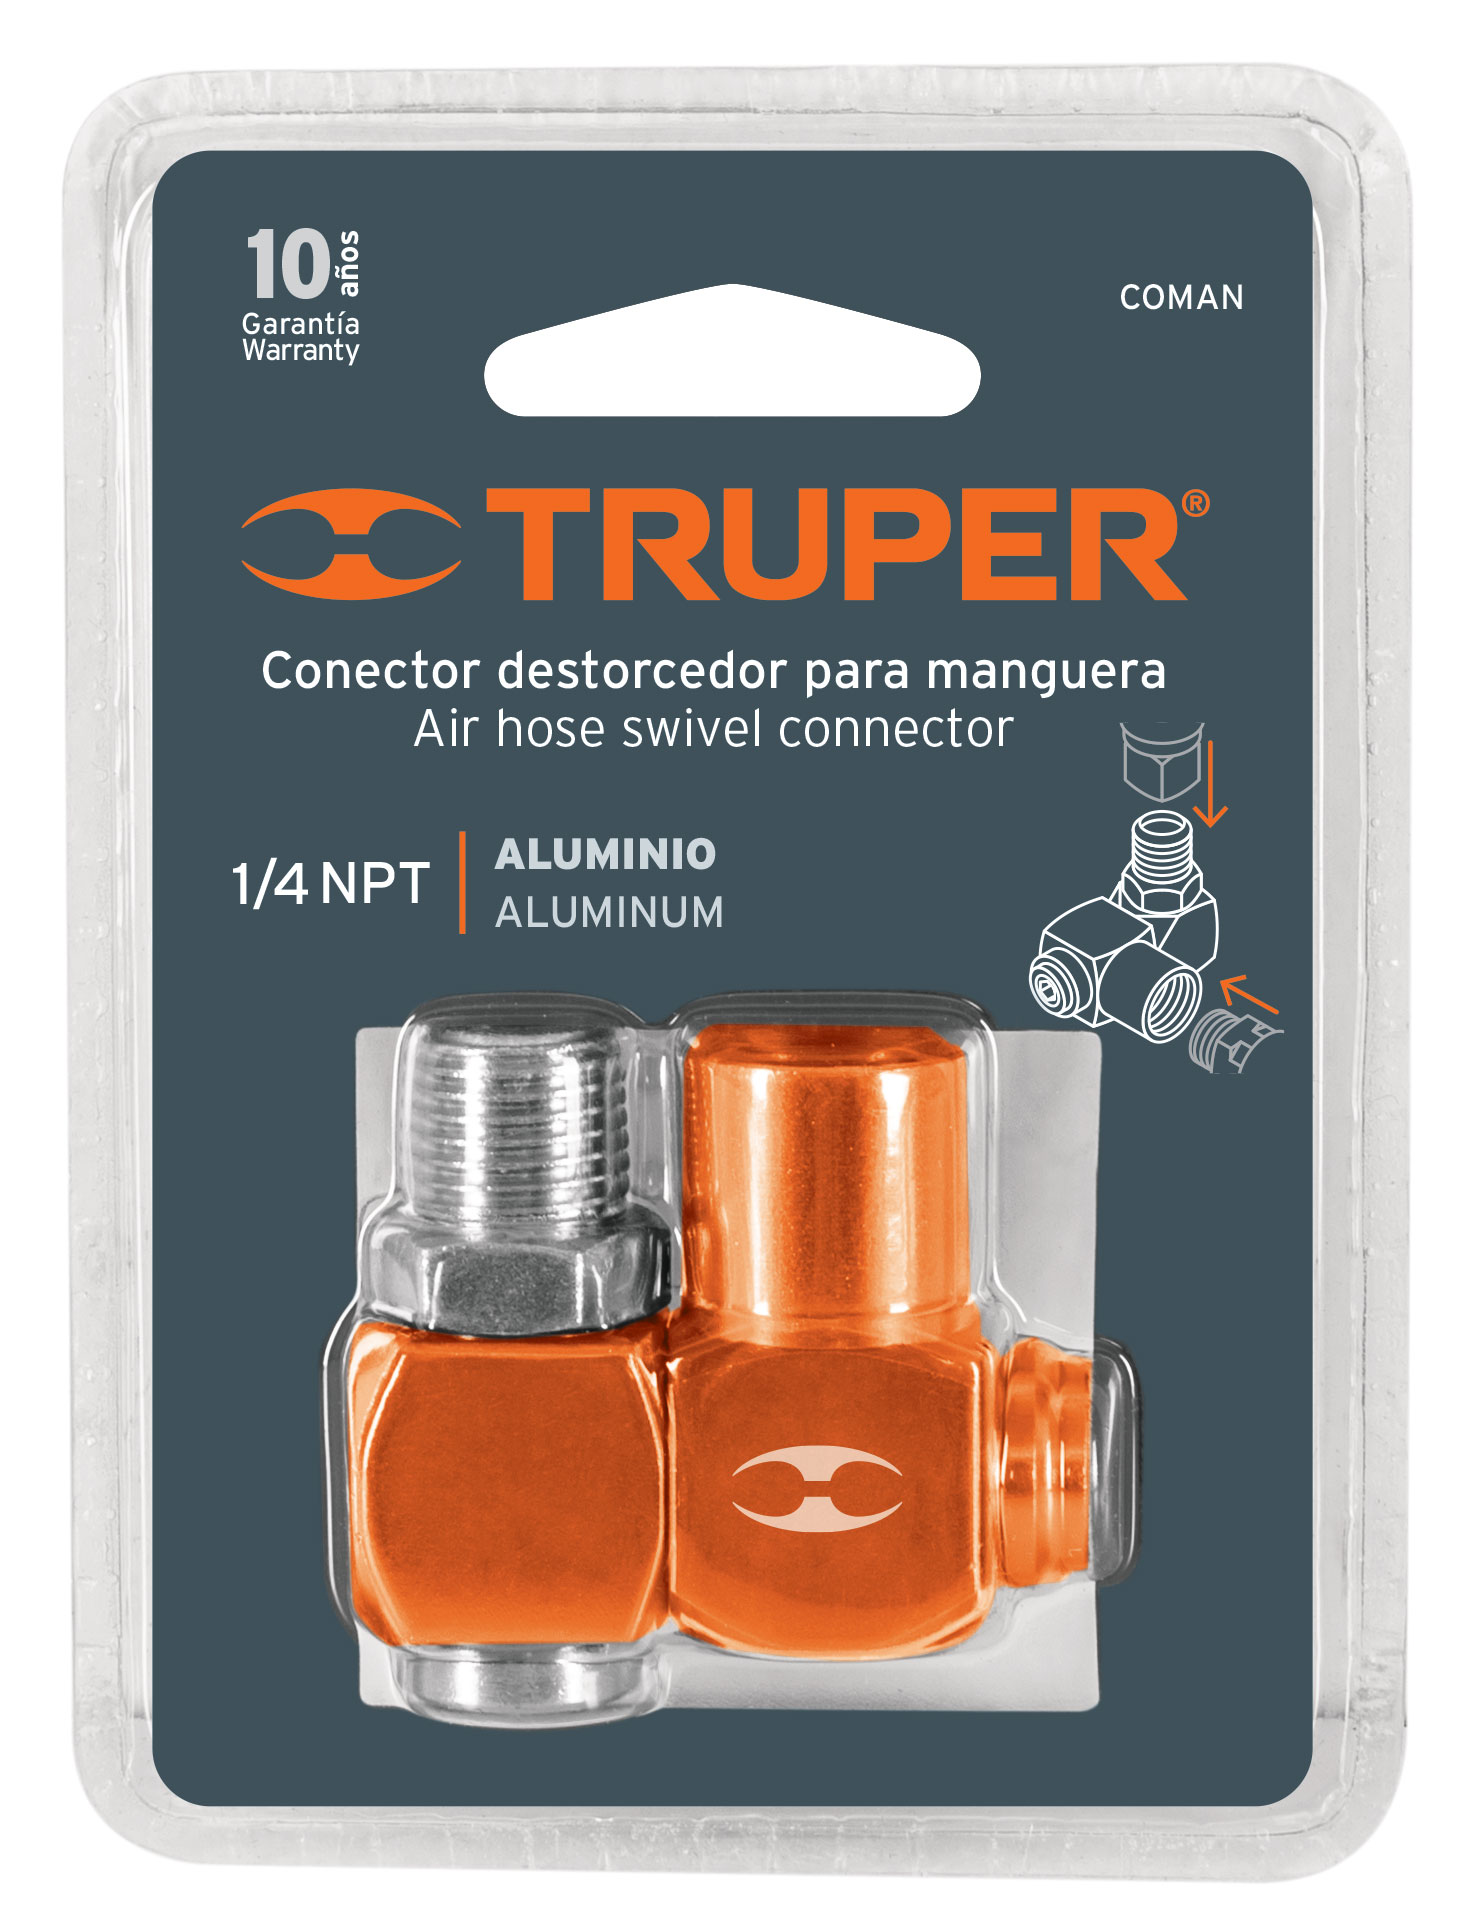 10 años
Garantía
Warranty
COMAN
TRUPER®
Conector destorcedor para manguera
Air hose swivel connector
1/4 NPT
ALUMINIO
ALUMINUM